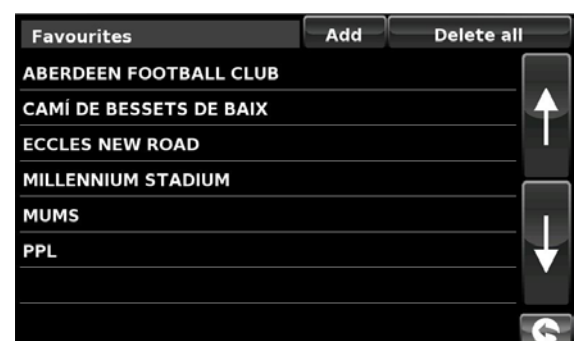 Favourites Add Delete all
ABERDEEN FOOTBALL CLUB
CAMÍ DE BESSETS DE BAIX
ECCLES NEW ROAD
MILLENNIUM STADIUM
MUMS
PPL